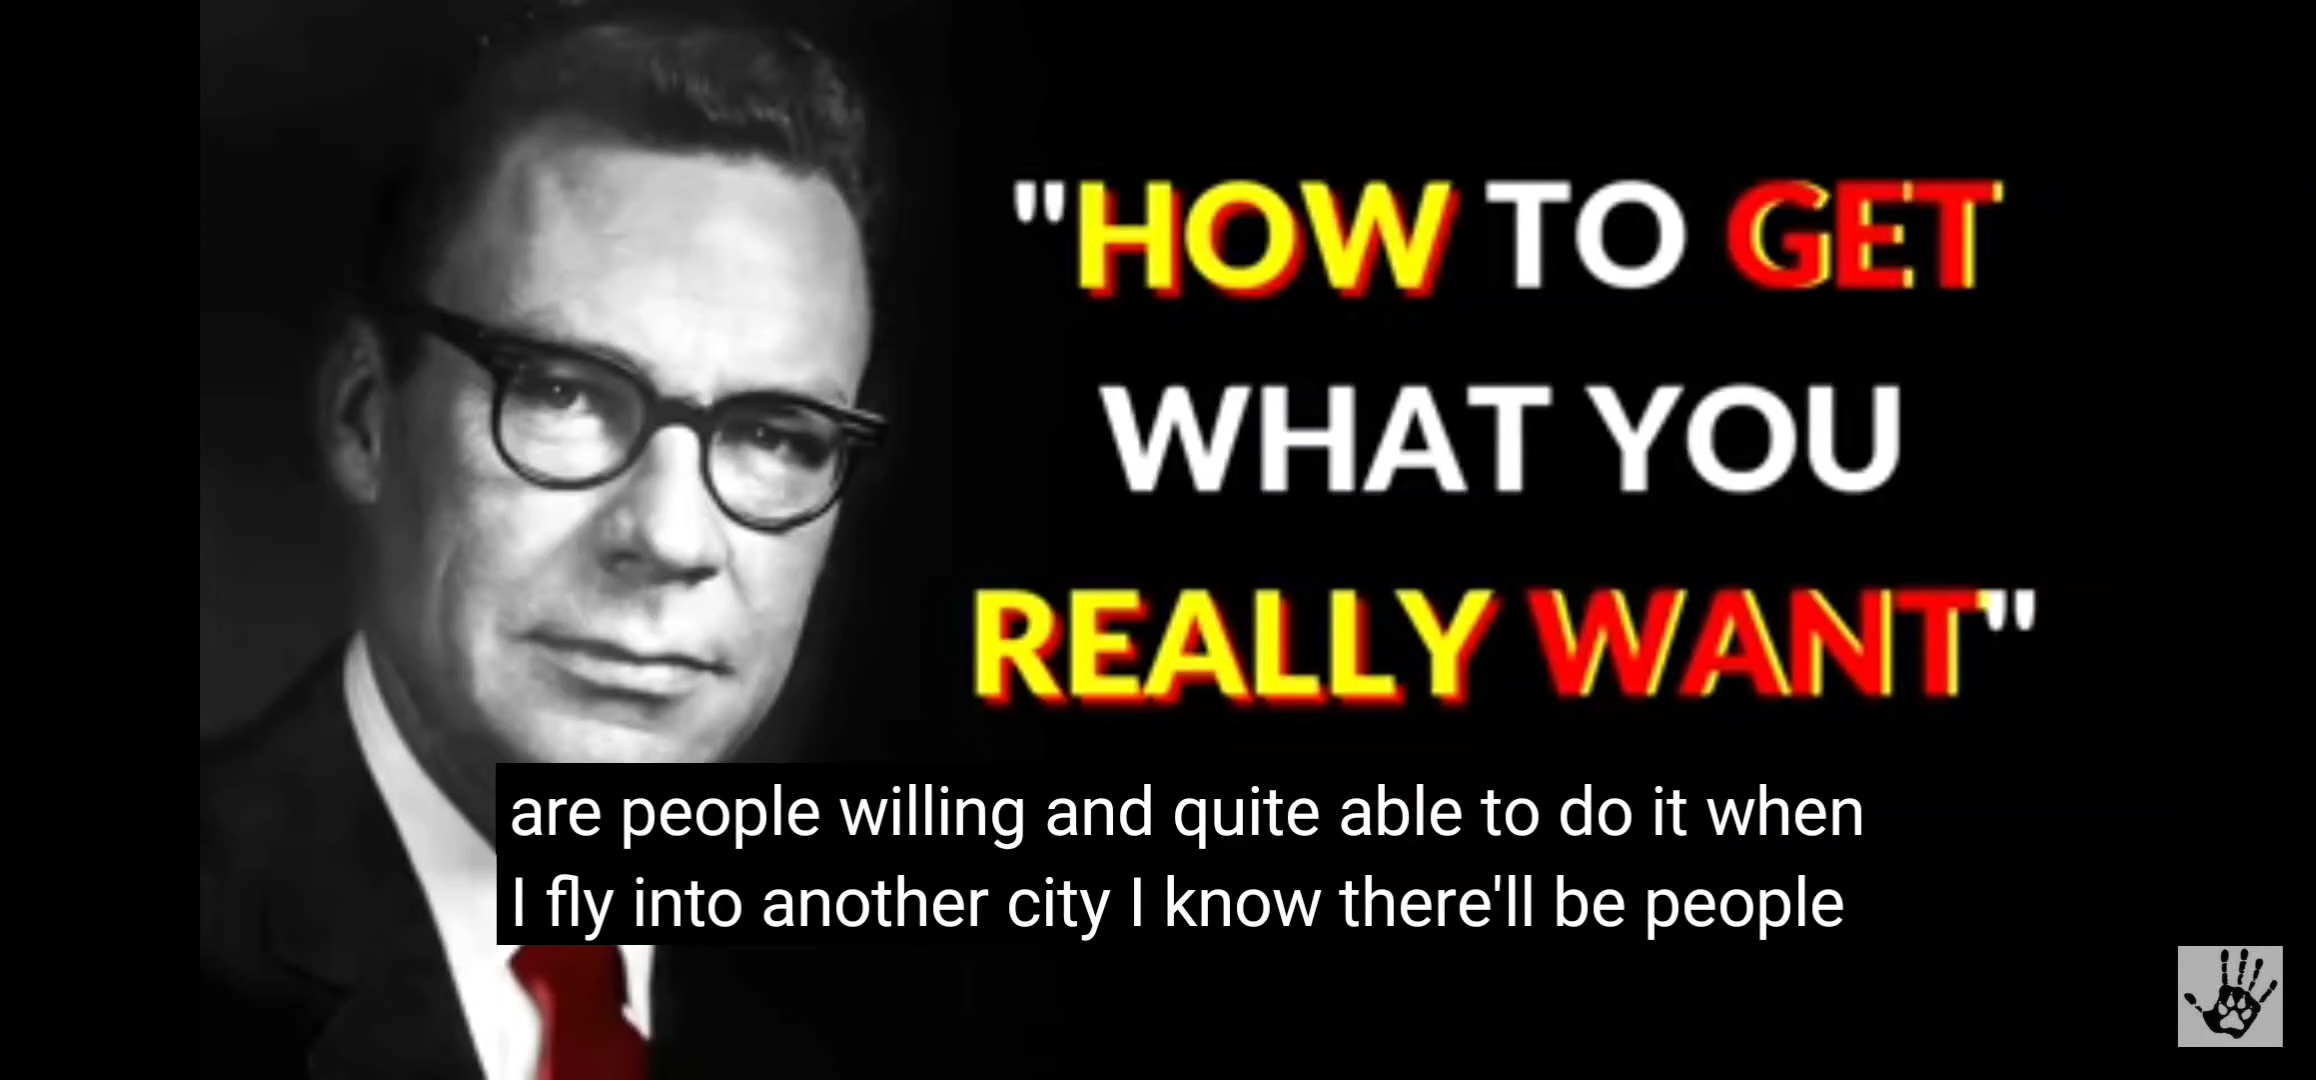 "HOW TO GET
WHAT YOU
REALLY WANT"
are people willing and quite able to do it when
I fly into another city I know there'll be people